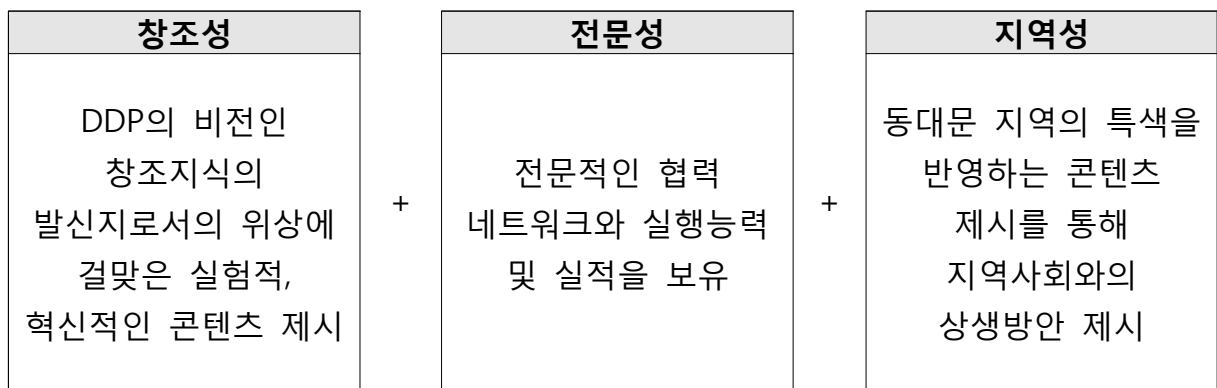 창조성
DDP의 비전인
창조지식의
발신지로서의 위상에
걸맞은 실험적,
혁신적인 콘텐츠 제시
+
전문성
전문적인 협력
네트워크와 실행능력
및 실적을 보유
+
지역성
동대문 지역의 특색을
반영하는 콘텐츠
제시를 통해
지역사회와의
상생방안 제시